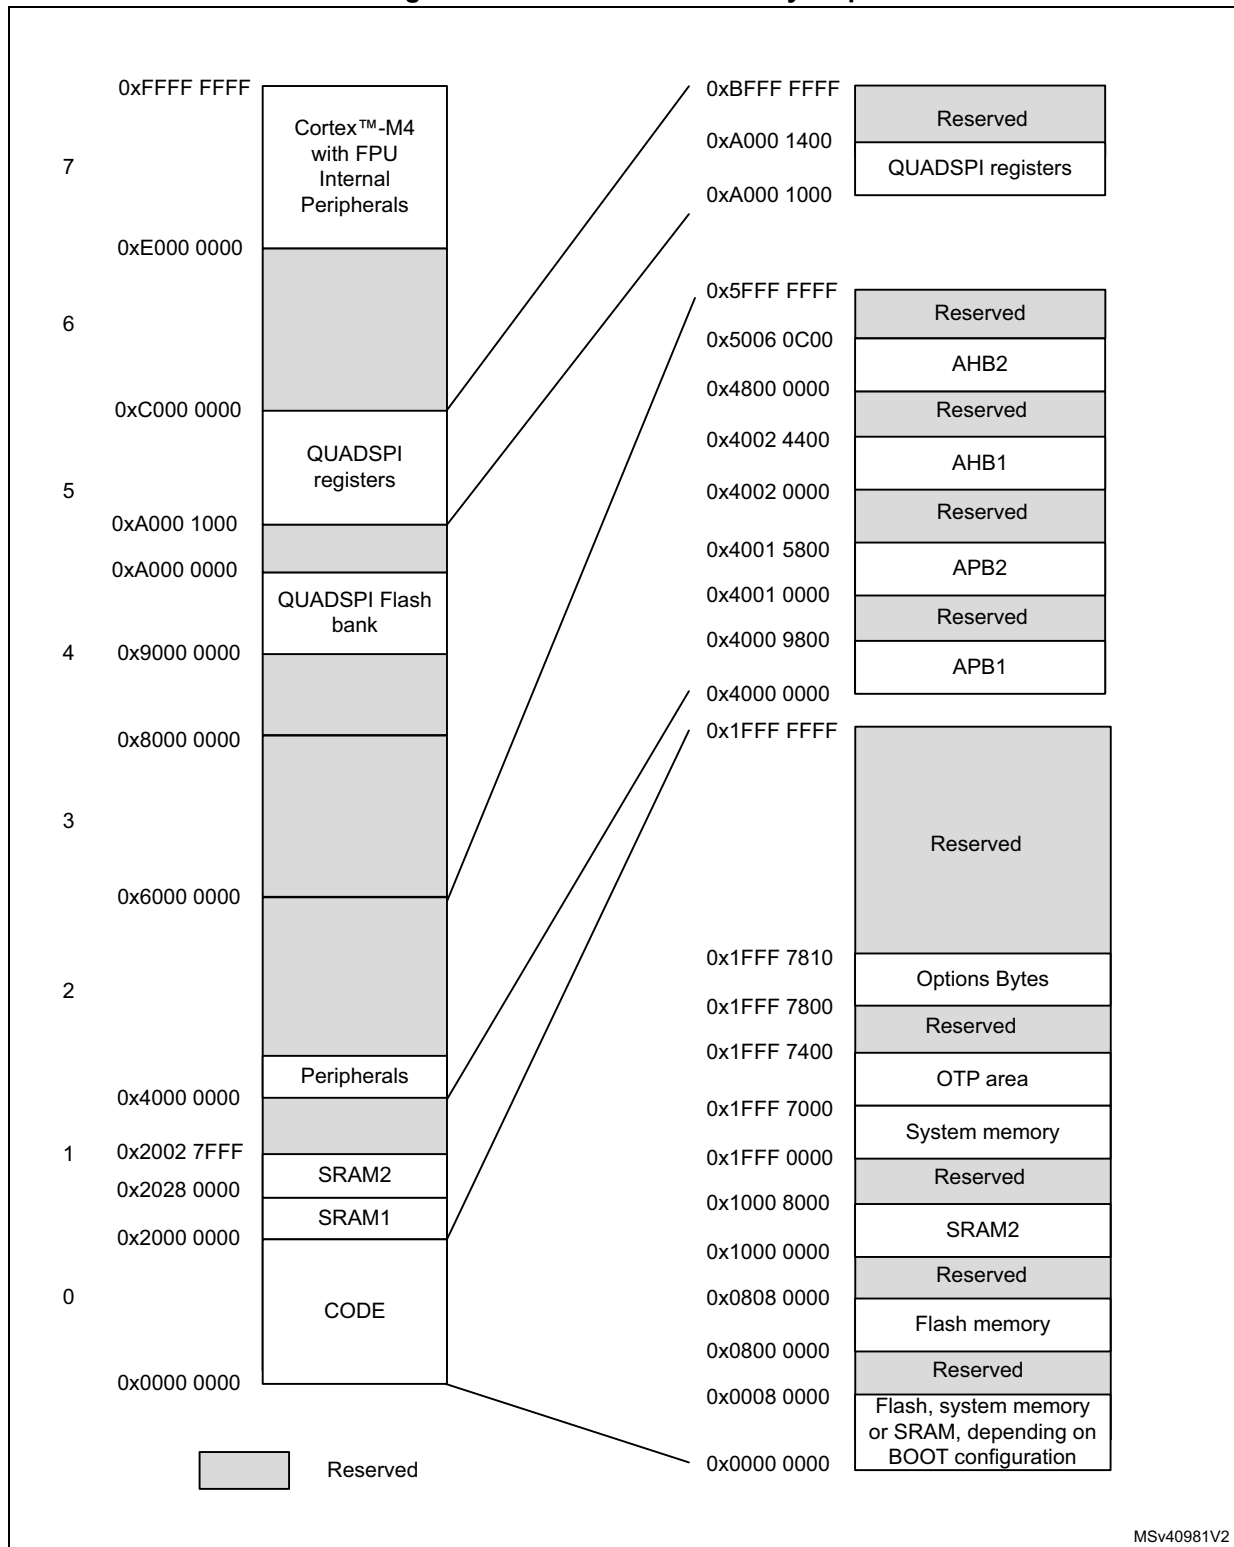 0xFFFF FFFF
Cortex™-M4
with FPU
Internal
Peripherals
7
0xE000 0000
6
0xC000 0000
QUADSPI
registers
5
0xA000 1000
0xA000 0000
QUADSPI Flash
bank
4
0x9000 0000
0x8000 0000
3
0x6000 0000
2
Peripherals
0x4000 0000
1
0x2002 7FFF
SRAM2
0x2028 0000
SRAM1
0x2000 0000
0
CODE
0x0000 0000
Reserved
0xBFFF FFFF
Reserved
0xA000 1400
QUADSPI registers
0xA000 1000
0x5FFF FFFF
Reserved
0x5006 0C00
AHB2
0x4800 0000
Reserved
0x4002 4400
AHB1
0x4002 0000
Reserved
0x4001 5800
APB2
0x4001 0000
Reserved
0x4000 9800
APB1
0x4000 0000
0x1FFF FFFF
Reserved
0x1FFF 7810
Options Bytes
0x1FFF 7800
Reserved
0x1FFF 7400
OTP area
0x1FFF 7000
System memory
0x1FFF 0000
Reserved
0x1000 8000
SRAM2
0x1000 0000
Reserved
0x0808 0000
Flash memory
0x0800 0000
Reserved
0x0008 0000
Flash, system memory
or SRAM, depending on
BOOT configuration
0x0000 0000
MSv40981V2